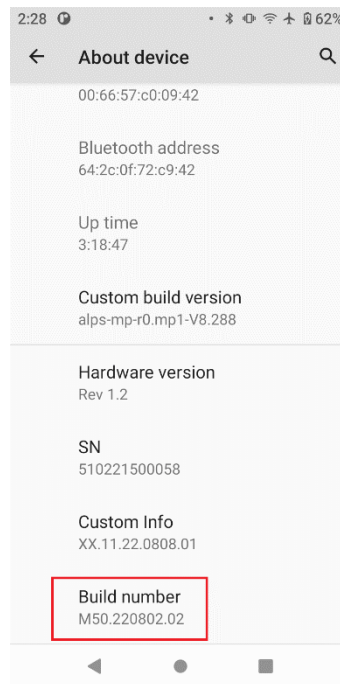 2:28 62%
About device
00:66:57:c0:09:42
Bluetooth address
64:2c:0f:72:c9:42
Up time
3:18:47
Custom build version
alps-mp-r0.mp1-V8.288
Hardware version
Rev 1.2
SN
510221500058
Custom Info
XX.11.22.0808.01
Build number
M50.220802.02